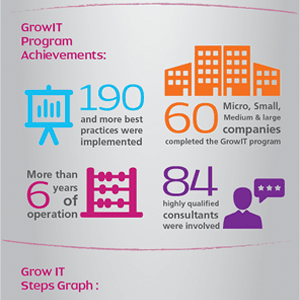 GrowIT
Program
Achievements:
190
and more best
practices were
implemented
60
Micro, Small,
Medium & large
companies
completed the GrowIT program
More than
6 years
of
operation
84
highly qualified
consultants
were involved
Grow IT
Steps Graph :